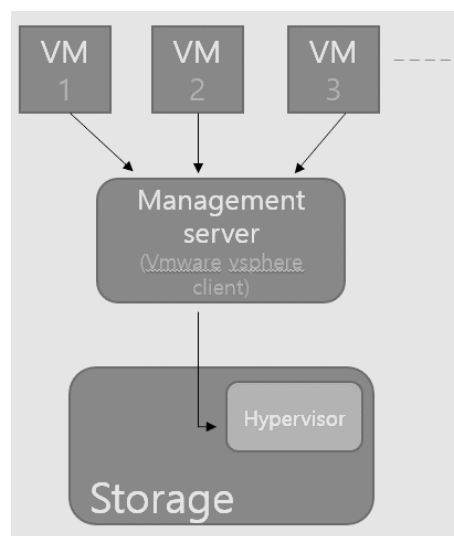 VM VM VM
1 2 3
Management
server
(Vmware vsphere
client)
Hypervisor
Storage